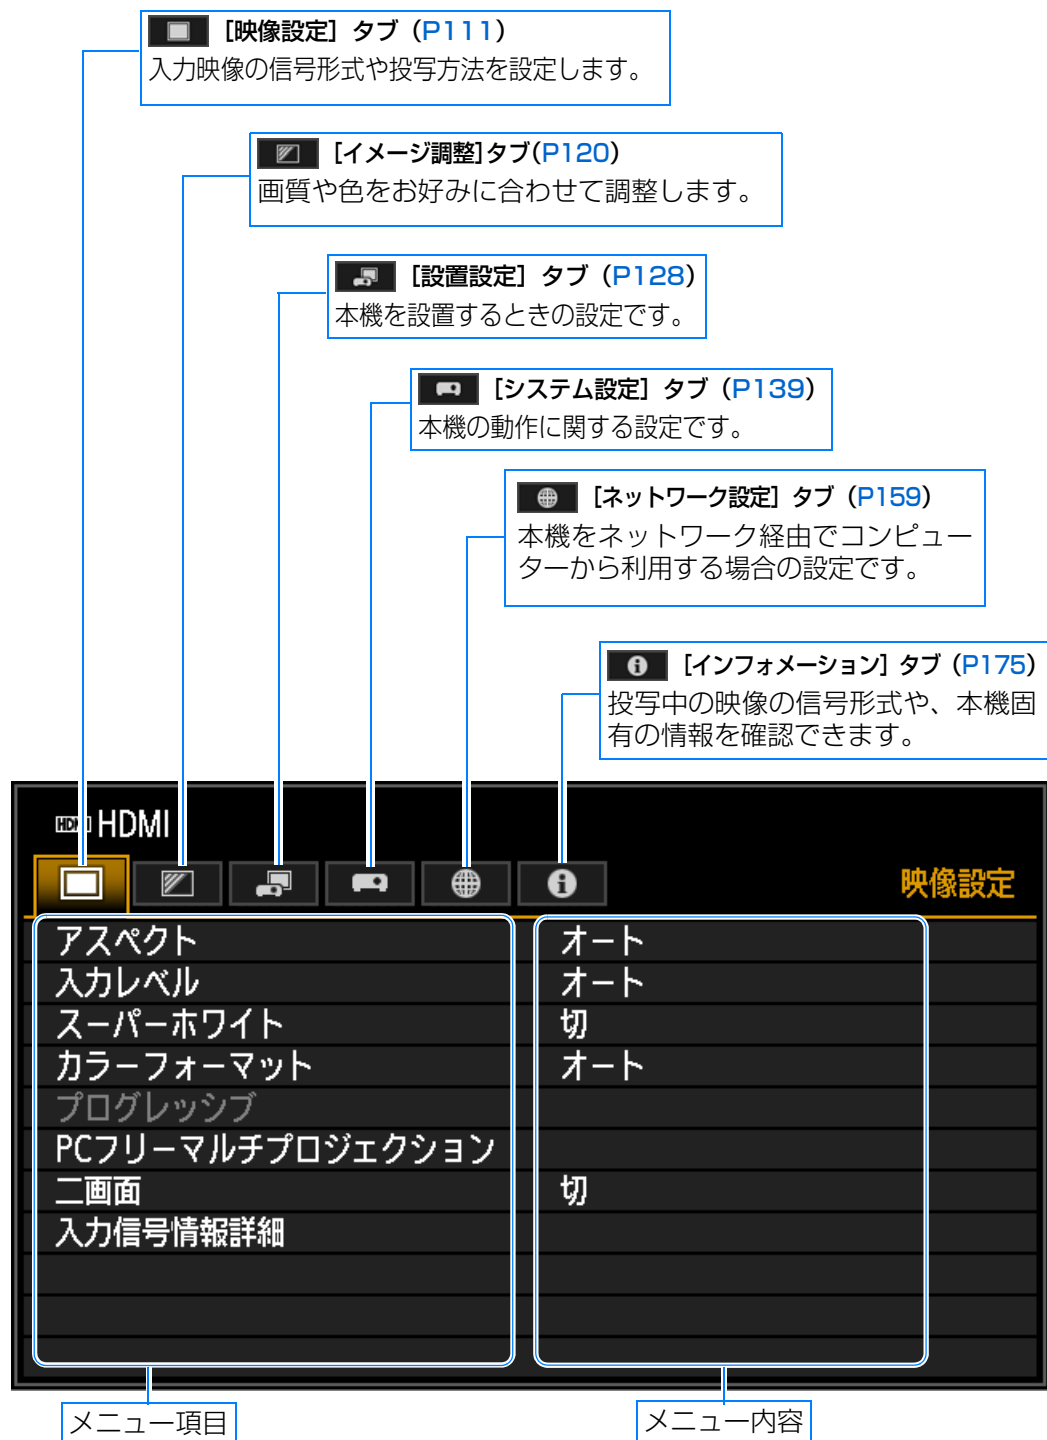 ［映像設定］タブ（P111）
入力映像の信号形式や投写方法を設定します。
［イメージ調整］タブ（P120）
画質や色をお好みに合わせて調整します。
［設置設定］タブ（P128）
本機を設置するときの設定です。
［システム設定］タブ（P139）
本機の動作に関する設定です。
［ネットワーク設定］タブ（P159）
本機をネットワーク経由でコンピュー
ターから利用する場合の設定です。
［インフォメーション］タブ（P175）
投写中の映像の信号形式や、本機固
有の情報を確認できます。
HDMI HDMI
映像設定
アスペクト オート
入力レベル オート
スーパーホワイト 切
カラーフォーマット オート
プログレッシブ
PCフリーマルチプロジェクション
二画面 切
入力信号情報詳細
メニュー項目 メニュー内容